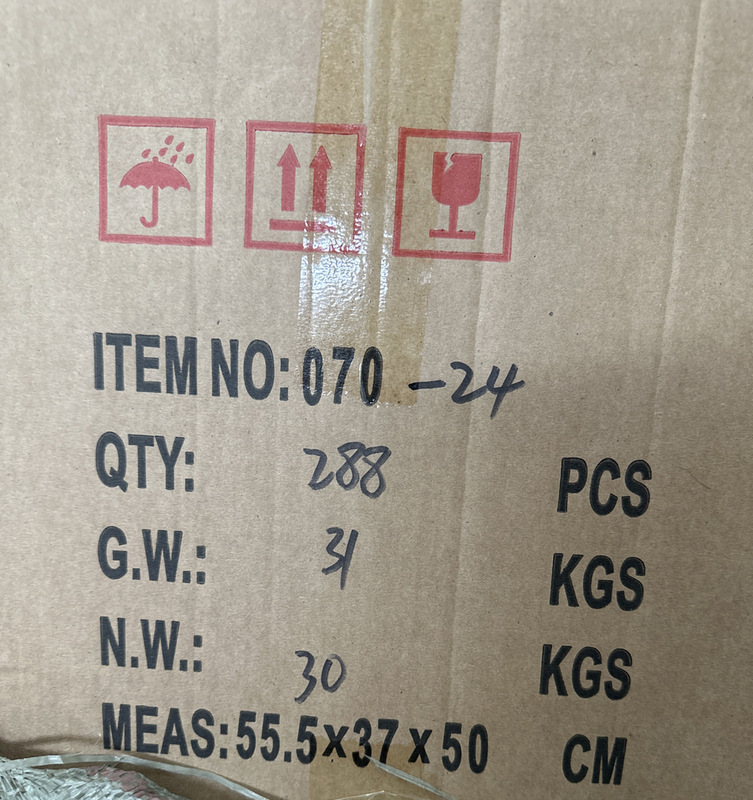 ITEM NO: 070 -24
QTY: 288 PCS
G.W.: 31 KGS
N.W.: 30 KGS
MEAS: 55.5x37x50 CM